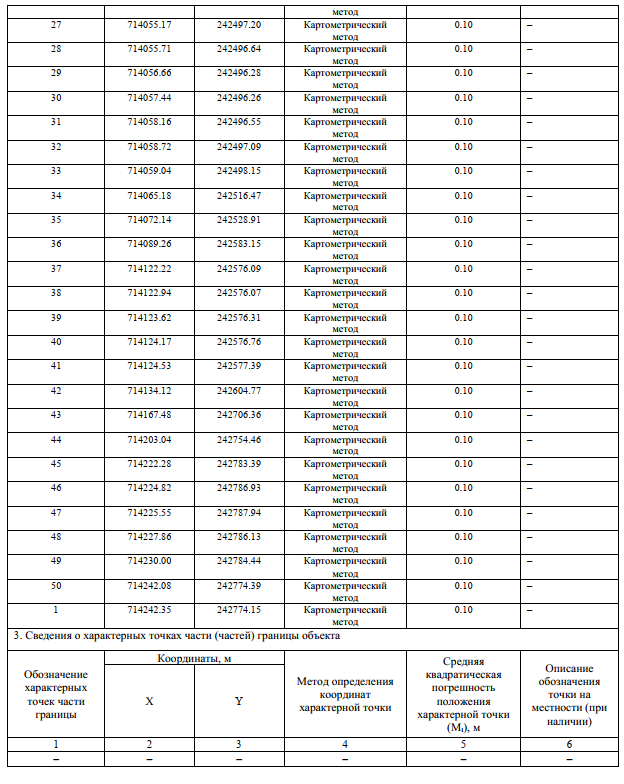 метод
27 714055.17 242497.20 Картометрический 0.10 –
метод
28 714055.71 242496.64 Картометрический 0.10 –
метод
29 714056.66 242496.28 Картометрический 0.10 –
метод
30 714057.44 242496.26 Картометрический 0.10 –
метод
31 714058.16 242496.55 Картометрический 0.10 –
метод
32 714058.72 242497.09 Картометрический 0.10 –
метод
33 714059.04 242498.15 Картометрический 0.10 –
метод
34 714065.18 242516.47 Картометрический 0.10 –
метод
35 714072.14 242528.91 Картометрический 0.10 –
метод
36 714089.26 242583.15 Картометрический 0.10 –
метод
37 714122.22 242576.09 Картометрический 0.10 –
метод
38 714122.94 242576.07 Картометрический 0.10 –
метод
39 714123.62 242576.31 Картометрический 0.10 –
метод
40 714124.17 242576.76 Картометрический 0.10 –
метод
41 714124.53 242577.39 Картометрический 0.10 –
метод
42 714134.12 242604.77 Картометрический 0.10 –
метод
43 714167.48 242706.36 Картометрический 0.10 –
метод
44 714203.04 242754.46 Картометрический 0.10 –
метод
45 714222.28 242783.39 Картометрический 0.10 –
метод
46 714224.82 242786.93 Картометрический 0.10 –
метод
47 714225.55 242787.94 Картометрический 0.10 –
метод
48 714227.86 242786.13 Картометрический 0.10 –
метод
49 714230.00 242784.44 Картометрический 0.10 –
метод
50 714242.08 242774.39 Картометрический 0.10 –
метод
1 714242.35 242774.15 Картометрический 0.10 –
метод
3. Сведения о характерных точках части (частей) границы объекта
Обозначение
характерных
точек части
границы
Координаты, м
X Y
Метод определения
координат
характерной точки
Средняя
квадратическая
погрешность
положения
характерной точки
(Mt), м
Описание
обозначения
точки на
местности (при
наличии)
1 2 3 4 5 6
– – – – – –